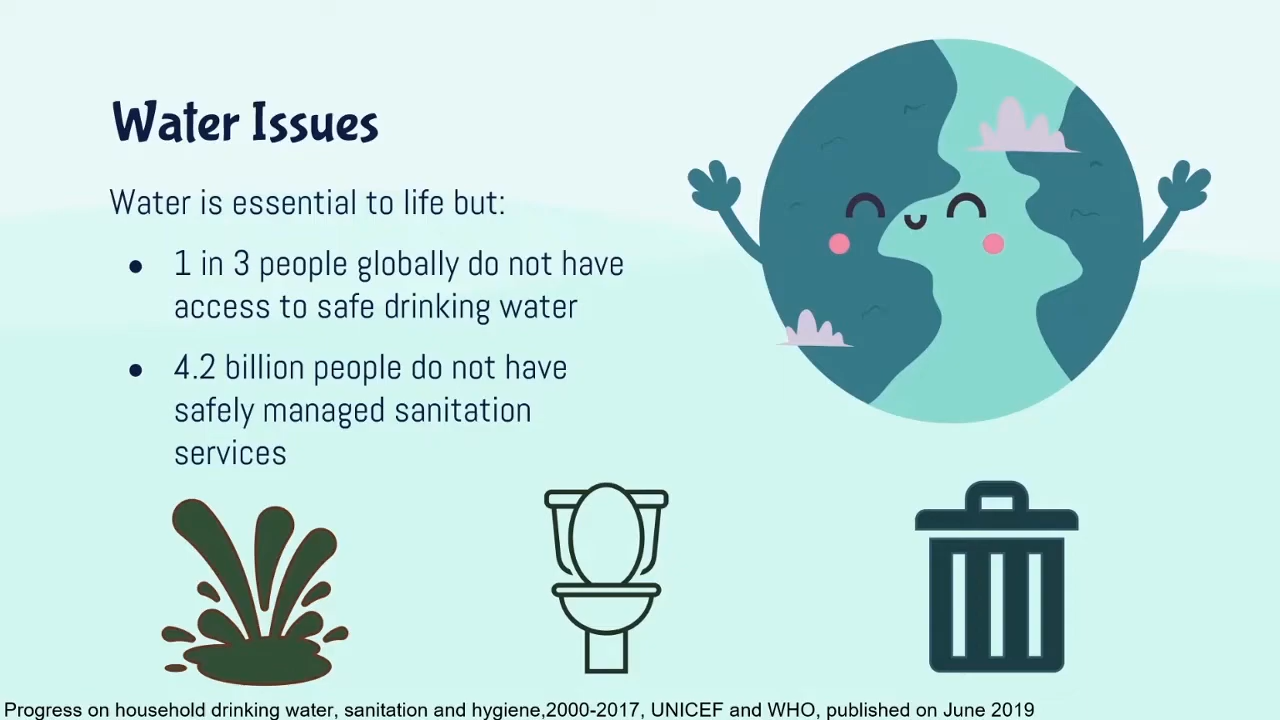 Water Issues
Water is essential to life but:
● 1 in 3 people globally do not have
access to safe drinking water
● 4.2 billion people do not have
safely managed sanitation
services
Progress on household drinking water, sanitation and hygiene,2000-2017, UNICEF and WHO, published on June 2019